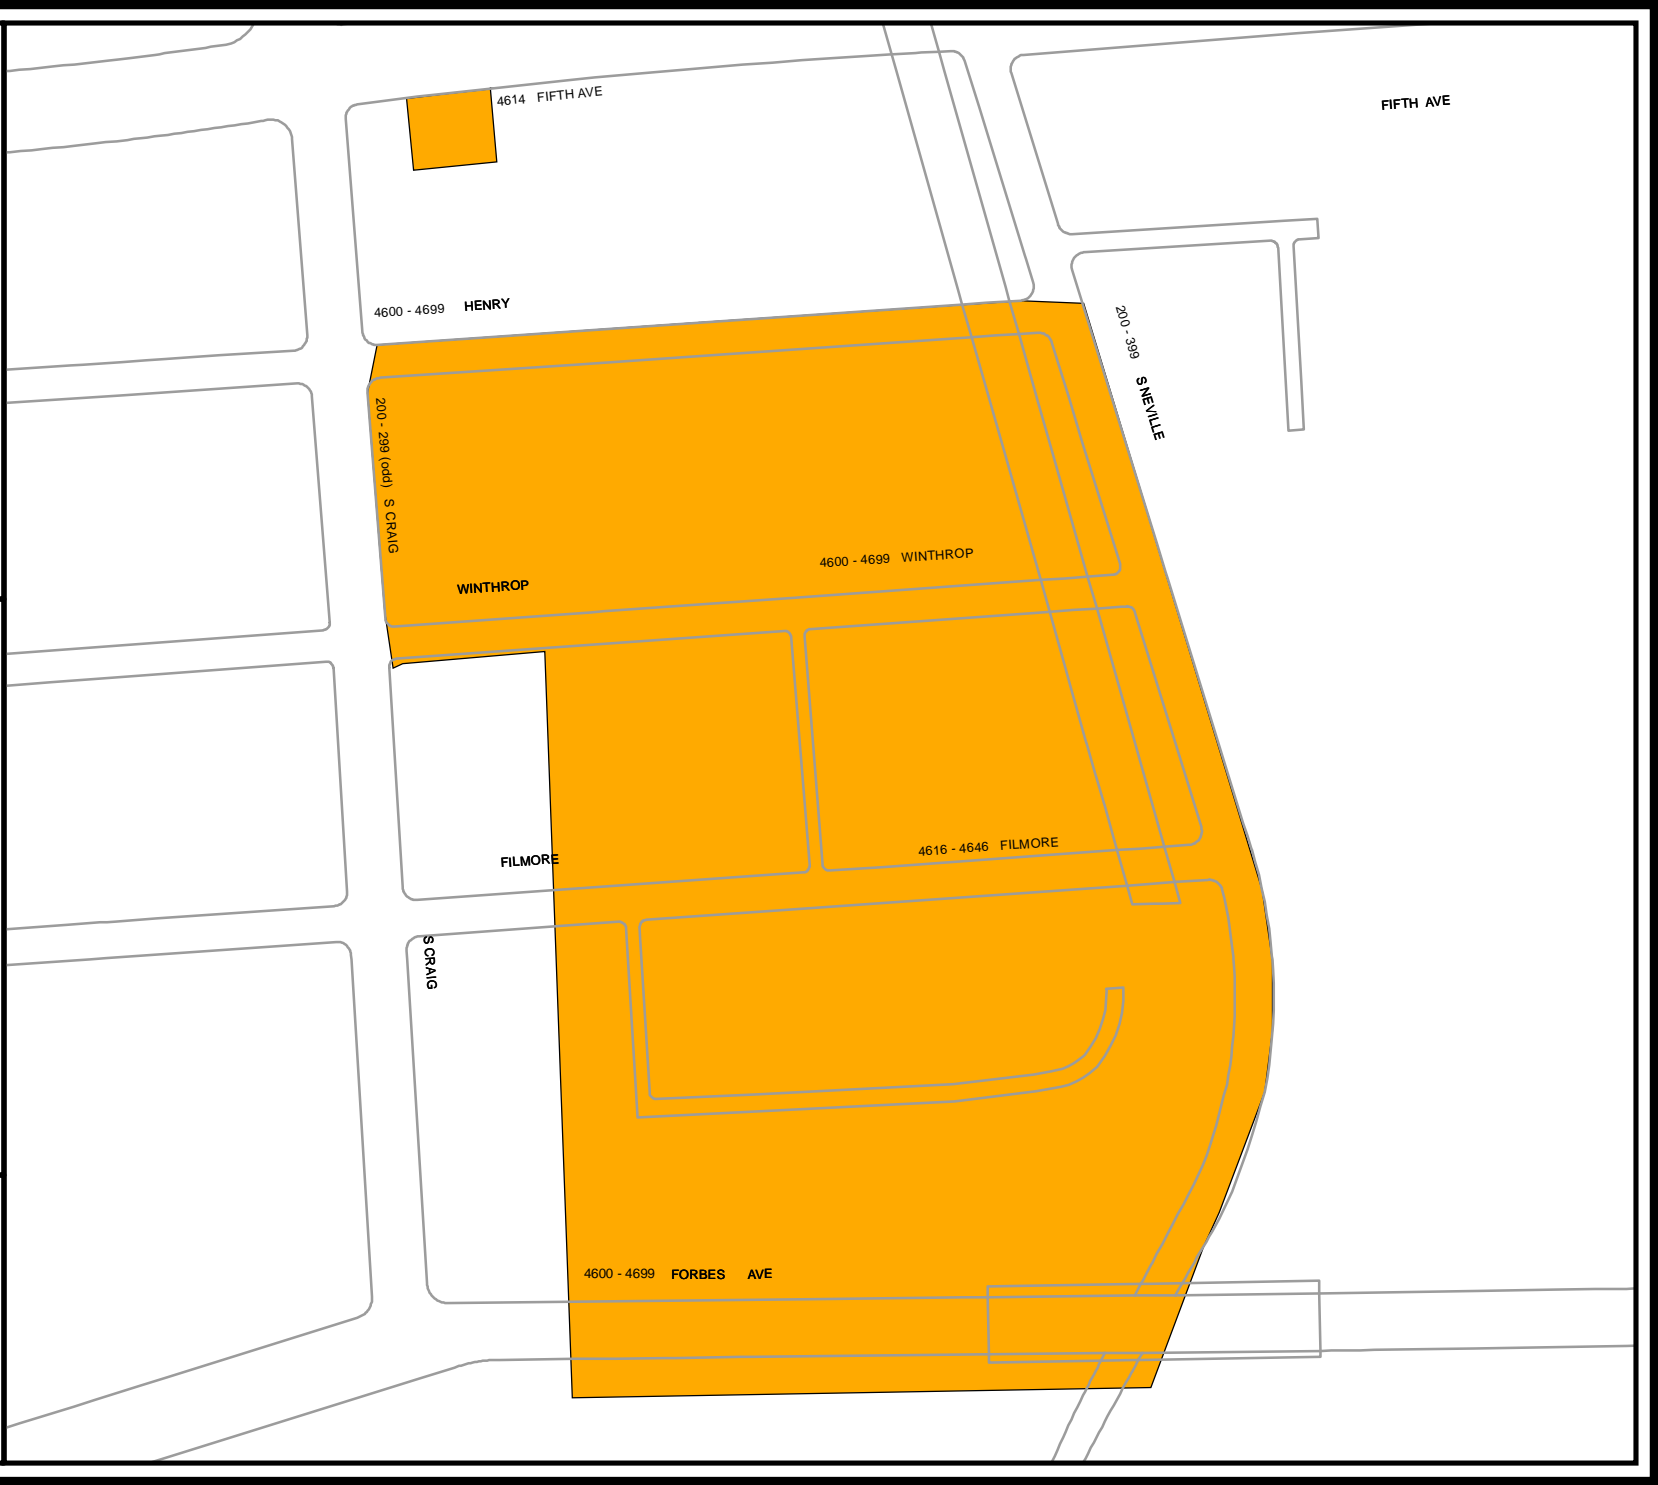 4614 FIFTH AVE
FIFTH AVE
4600 - 4699 HENRY
200 - 399 S NEVILLE
200 - 299 (odd) S CRAIG
4600 - 4699 WINTHROP
WINTHROP
4616 - 4646 FILMORE
FILMORE
S CRAIG
4600 - 4699 FORBES AVE